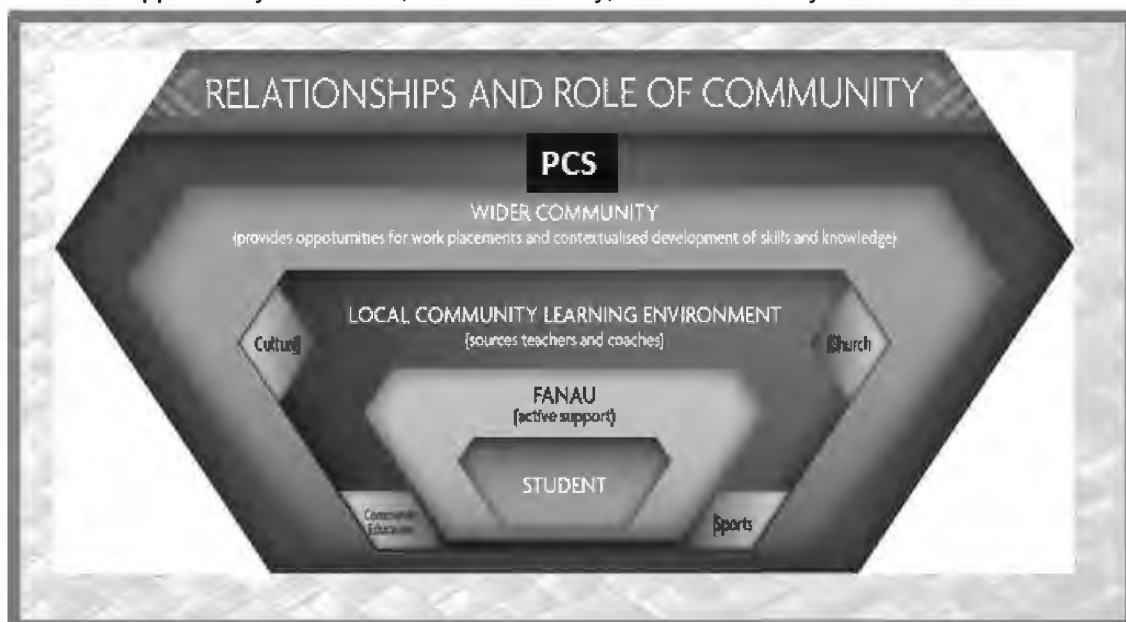 RELATIONSHIPS AND ROLE OF COMMUNITY
PCS
WIDER COMMUNITY
(provides oppoturnities for work placements and contextualised development of skills and knowledge)
LOCAL COMMUNITY LEARNING ENVIRONMENT
(sources teachers and coaches)
Culture
Church
FANAU
(active support)
STUDENT
Sports